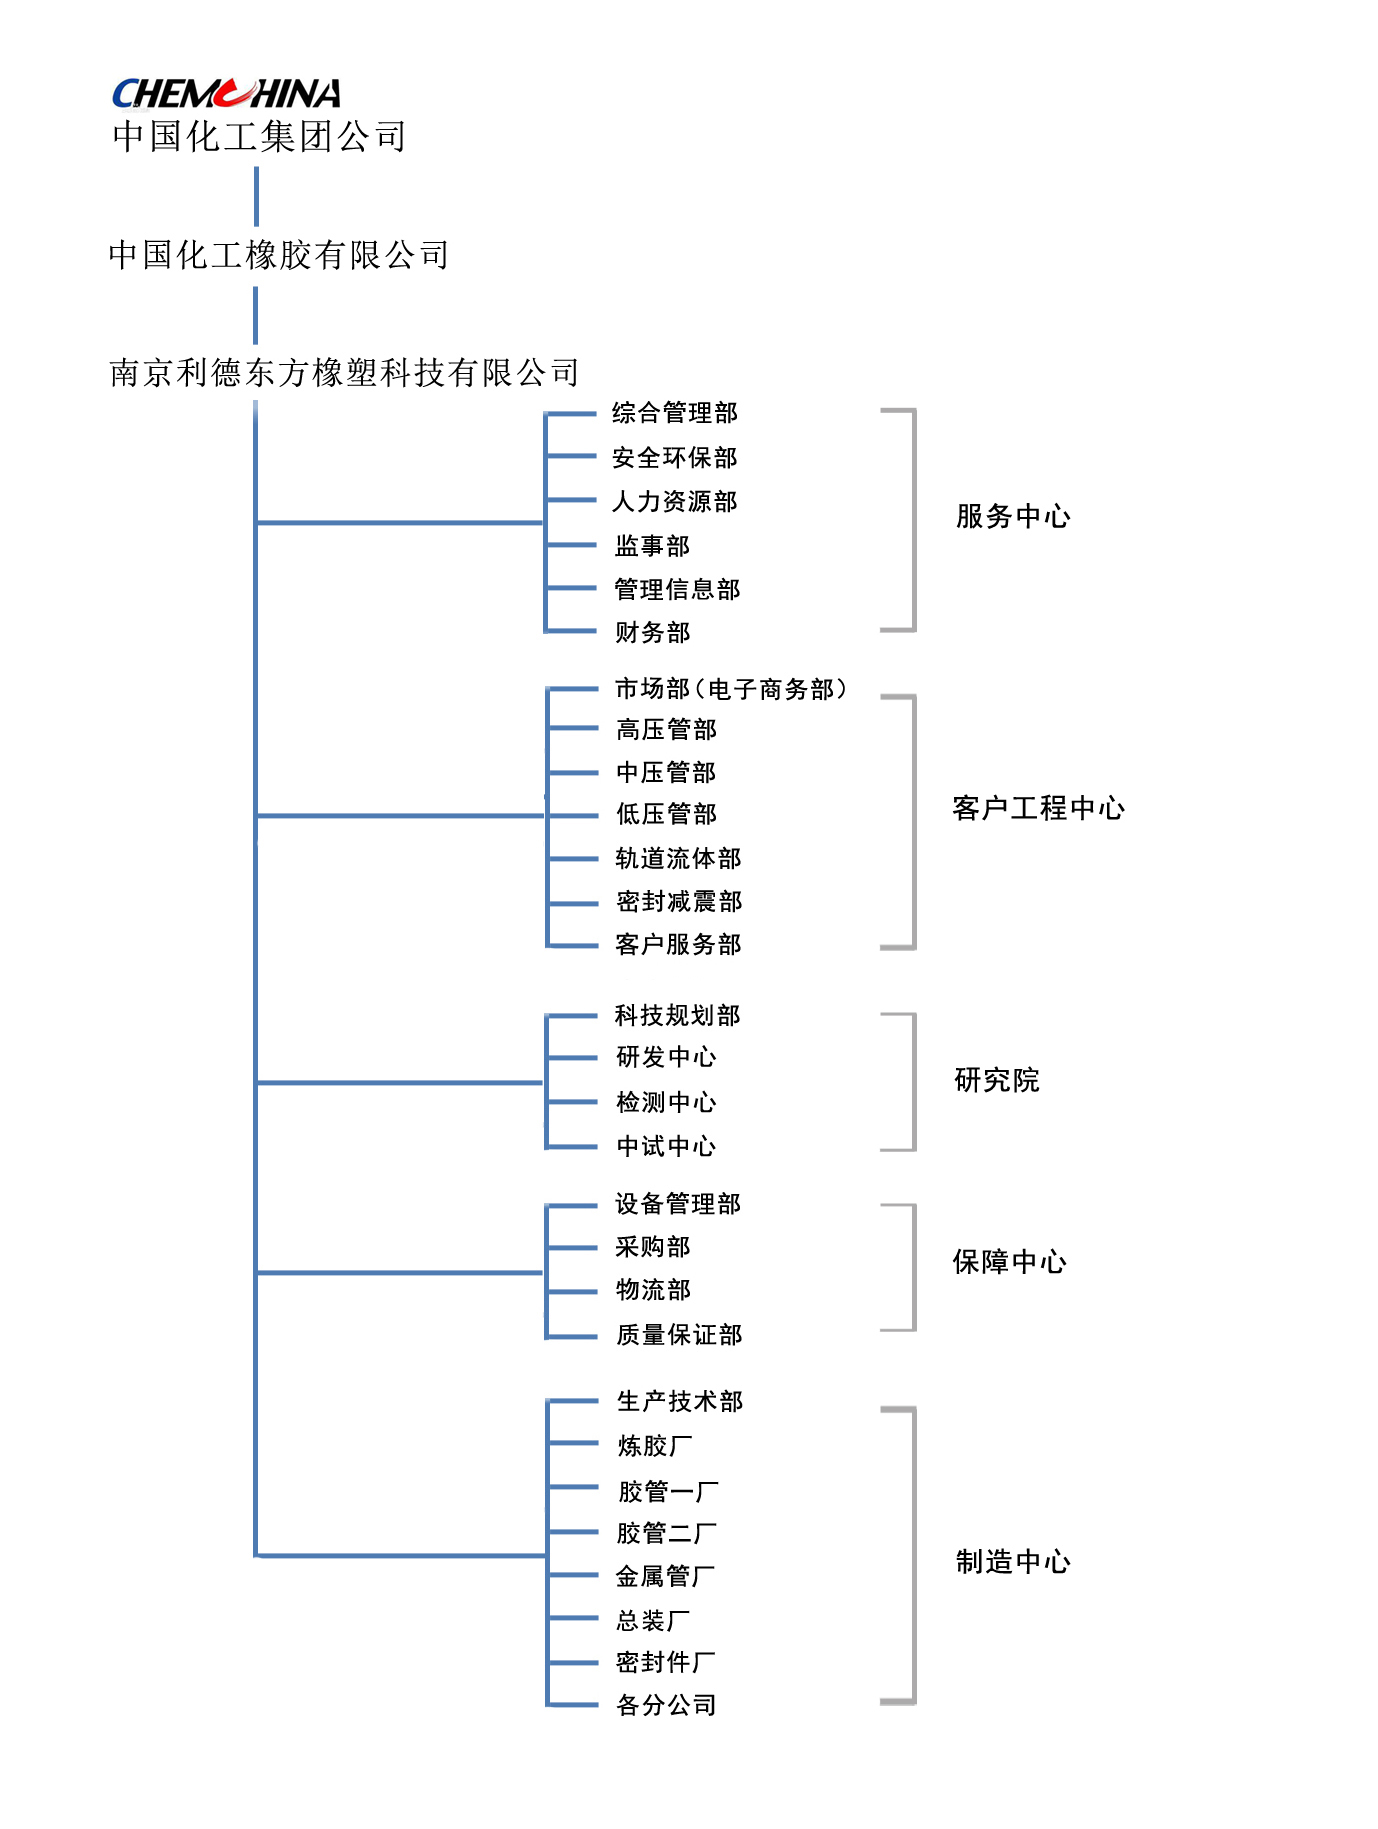 CHEMCHINA
中国化工集团公司
中国化工橡胶有限公司
南京利德东方橡塑科技有限公司
综合管理部
安全环保部
人力资源部
监事部
管理信息部
财务部
服务中心
市场部（电子商务部）
高压管部
中压管部
低压管部
轨道流体部
密封减震部
客户服务部
客户工程中心
科技规划部
研发中心
检测中心
中试中心
研究院
设备管理部
采购部
物流部
质量保证部
保障中心
生产技术部
炼胶厂
胶管一厂
胶管二厂
金属管厂
总装厂
密封件厂
各分公司
制造中心